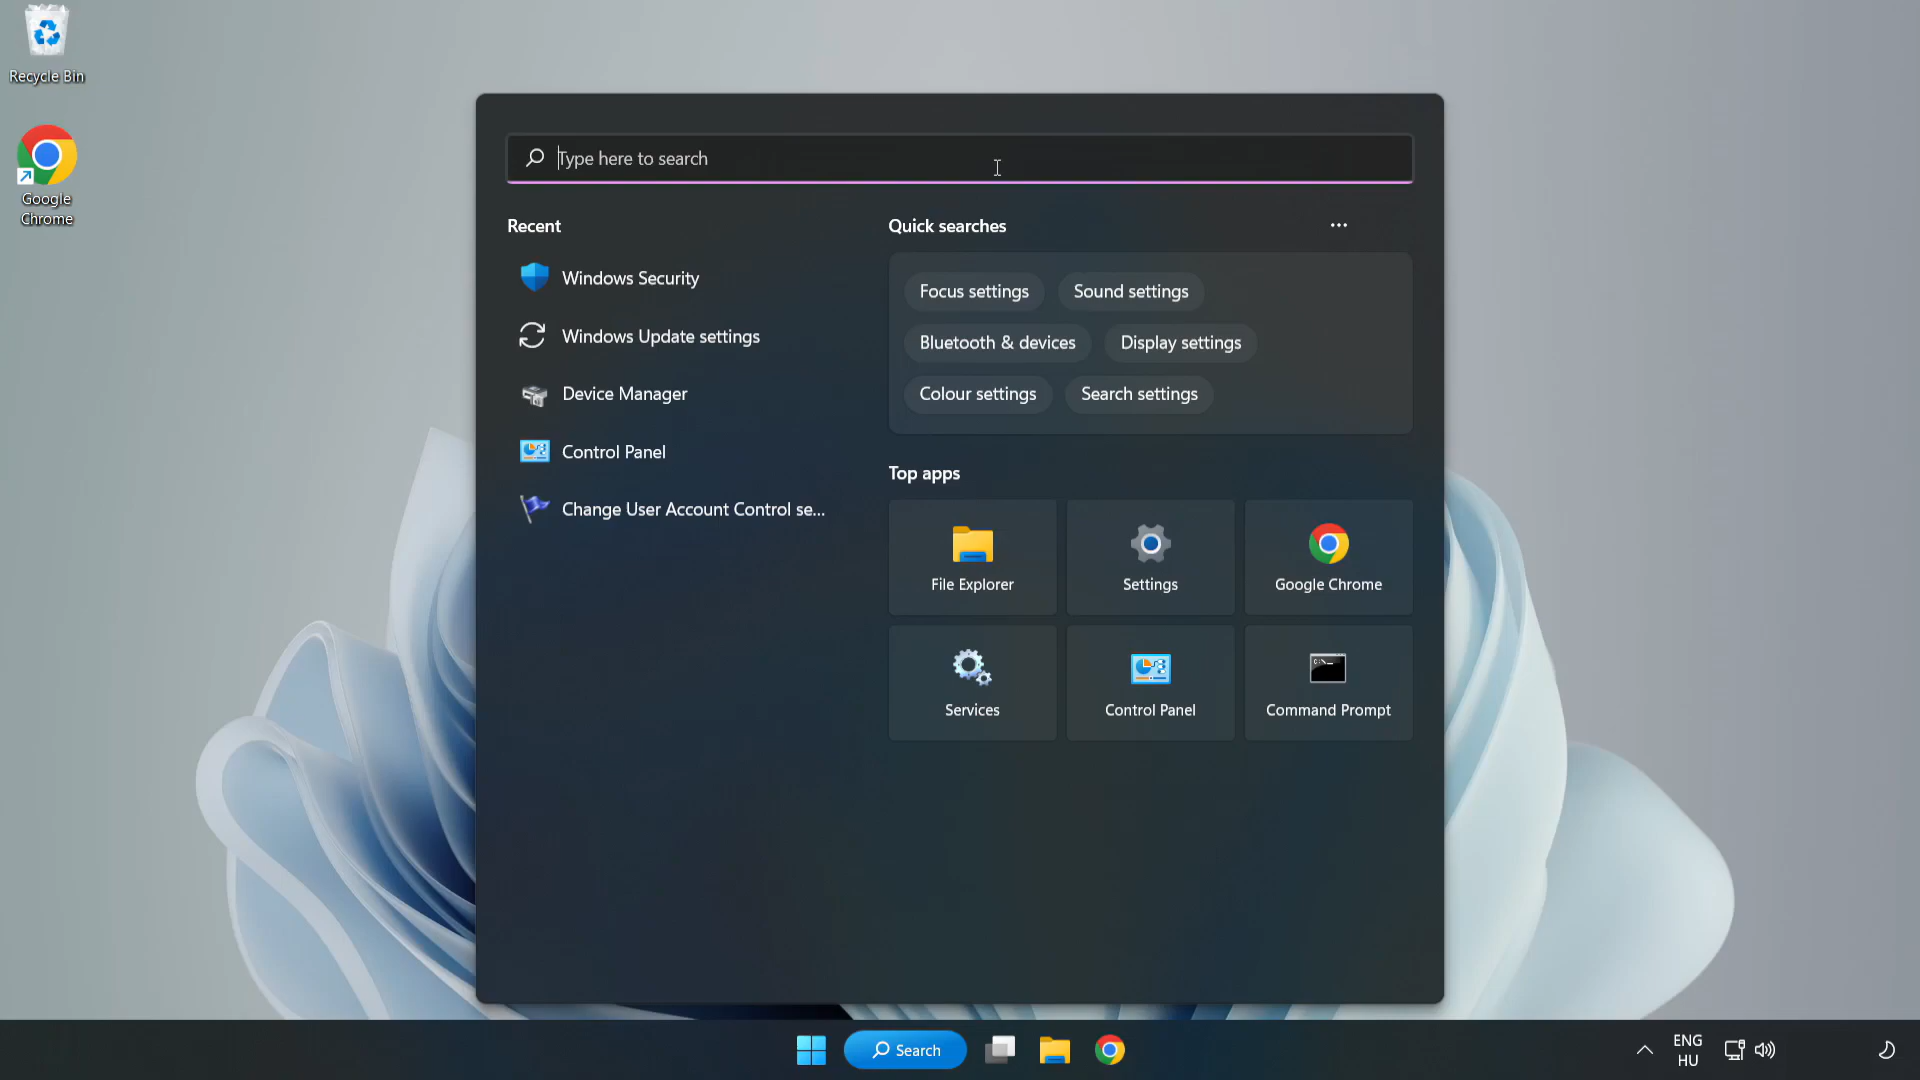 Recycle Bin
Google
Chrome
Type here to search
Recent
Windows Security
Windows Update settings
Device Manager
Control Panel
Change User Account Control se...
Quick searches
Focus settings
Sound settings
Bluetooth & devices
Display settings
Colour settings
Search settings
Top apps
File Explorer
Settings
Google Chrome
Services
Control Panel
Command Prompt
Search
ENG
HU